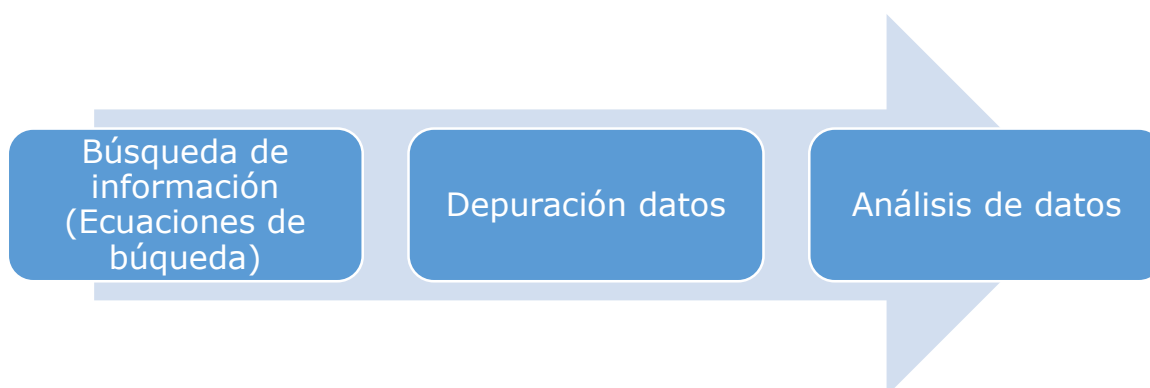 Búsqueda de
información
(Ecuaciones de
búqueda)
Depuración datos
Análisis de datos